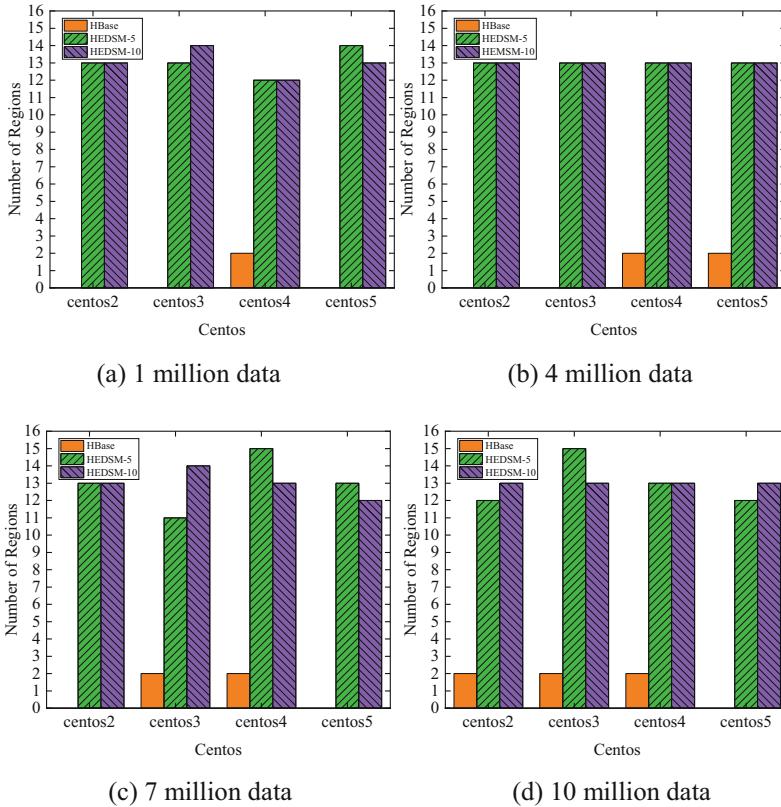 16
15
14
13
12
11
10
9
8
7
6
5
4
3
2
1
0
Number of Regions
HBase
HEDSM-5
HEDSM-10
centos2 centos3 centos4 centos5
Centos
(a) 1 million data
16
15
14
13
12
11
10
9
8
7
6
5
4
3
2
1
0
Number of Regions
HBase
HEDSM-5
HEMSM-10
centos2 centos3 centos4 centos5
Centos
(b) 4 million data
16
15
14
13
12
11
10
9
8
7
6
5
4
3
2
1
0
Number of Regions
HBase
HEDSM-5
HEDSM-10
centos2 centos3 centos4 centos5
Centos
(c) 7 million data
16
15
14
13
12
11
10
9
8
7
6
5
4
3
2
1
0
Number of Regions
HBase
HEDSM-5
HEDSM-10
centos2 centos3 centos4 centos5
Centos
(d) 10 million data